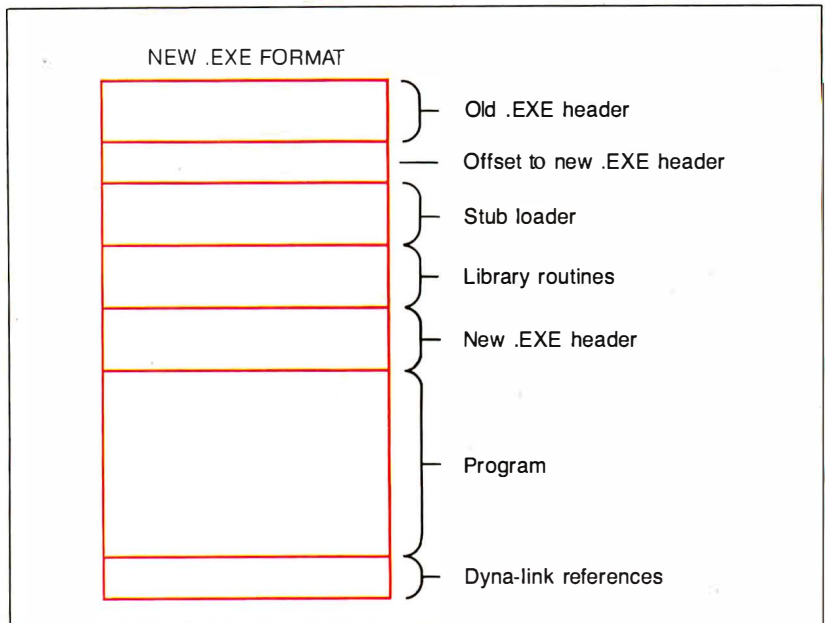 NEW .EXE FORMAT
Old .EXE header
Offset to new .EXE header
Stub loader
Library routines
New .EXE header
Program
Dyna-link references